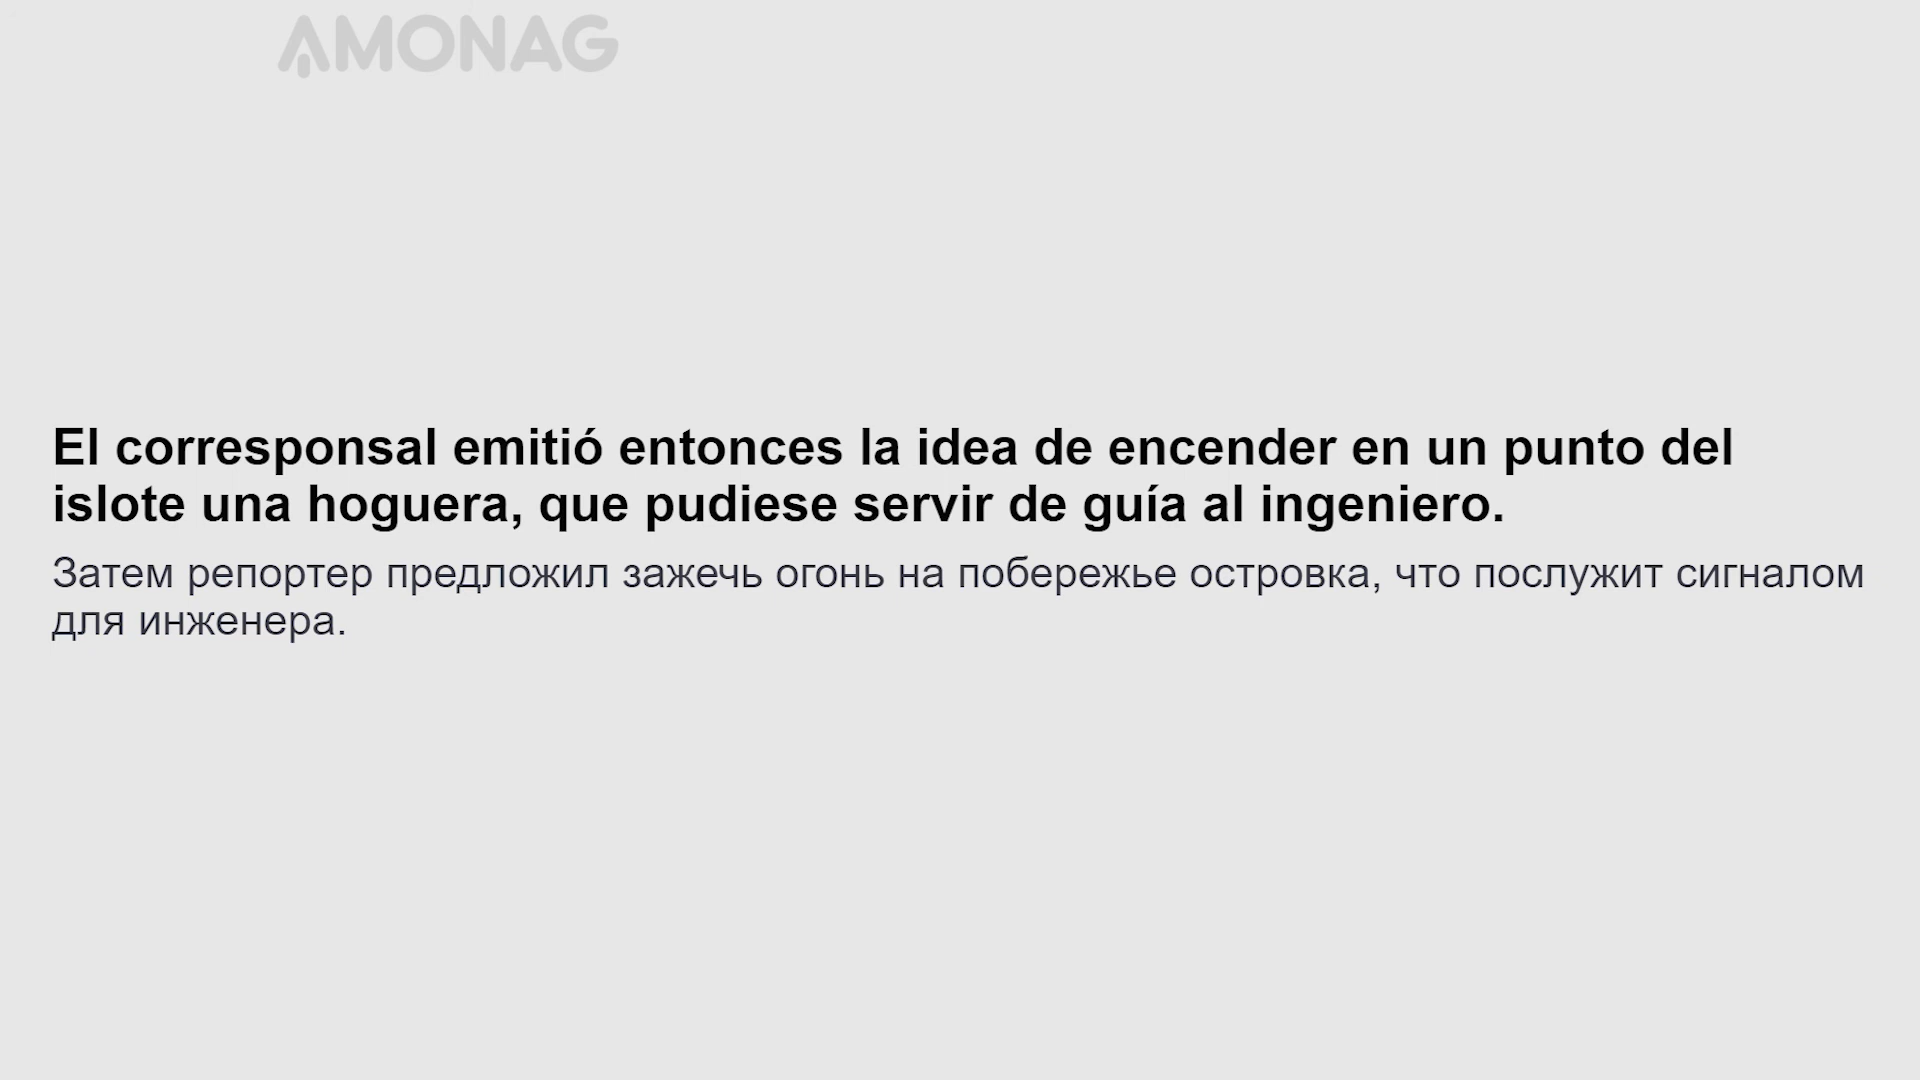 AMONAG
El corresponsal emitió entonces la idea de encender en un punto del
islote una hoguera, que pudiese servir de guía al ingeniero.
Затем репортер предложил зажечь огонь на побережье островка, что послужит сигналом
для инженера.